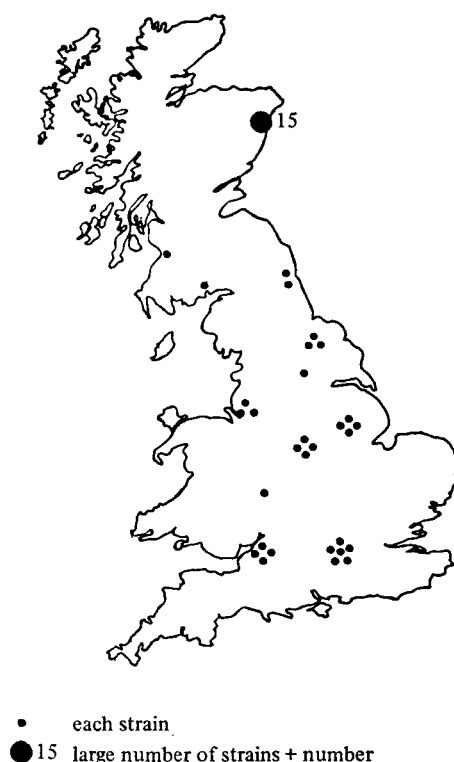 15
each strain
15 large number of strains + number